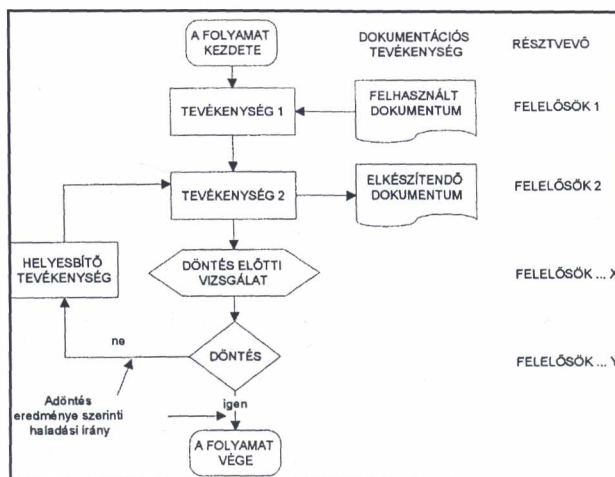 A FOLYAMAT
KEZDETE
DOKUMENTÁCIÓS
TEVÉKENYSÉG
RÉSZTVEVŐ
TEVÉKENYSÉG 1
FELHASZNÁLT
DOKUMENTUM
FELELŐSÖK 1
TEVÉKENYSÉG 2
ELKÉSZÍTENDŐ
DOKUMENTUM
FELELŐSÖK 2
HELYESBÍTŐ
TEVÉKENYSÉG
DÖNTÉS ELŐTTI
VIZSGÁLAT
FELELŐSÖK ... X
ne
DÖNTÉS
FELELŐSÖK ... Y
Adöntés
eredménye szerinti
haladási irány
igen
A FOLYAMAT
VÉGE